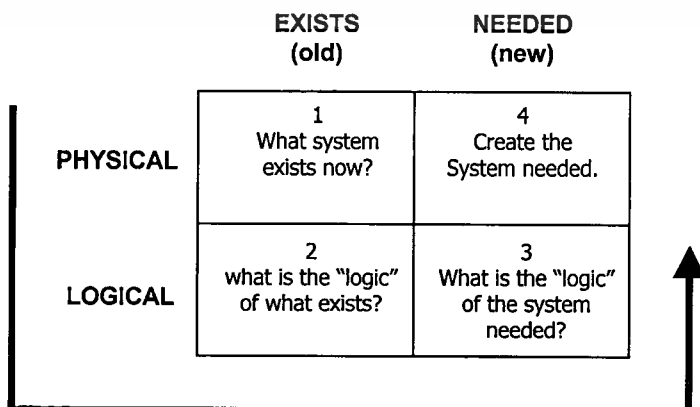 EXISTS
(old)
NEEDED
(new)
PHYSICAL
1
What system
exists now?
4
Create the
System needed.
LOGICAL
2
what is the "logic"
of what exists?
3
What is the "logic"
of the system
needed?